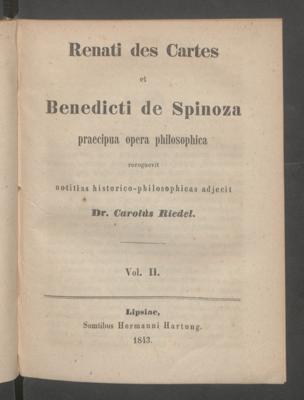 Renati des Cartes
et
Benedicti de Spinoza
praecipua opera philosophica
recognovit
notitias historico-philosophicas adjecit
Dr. Carolus Riedel.
Vol. II.
Lipsiae,
Sumtibus Hermanni Hartung.
1843.